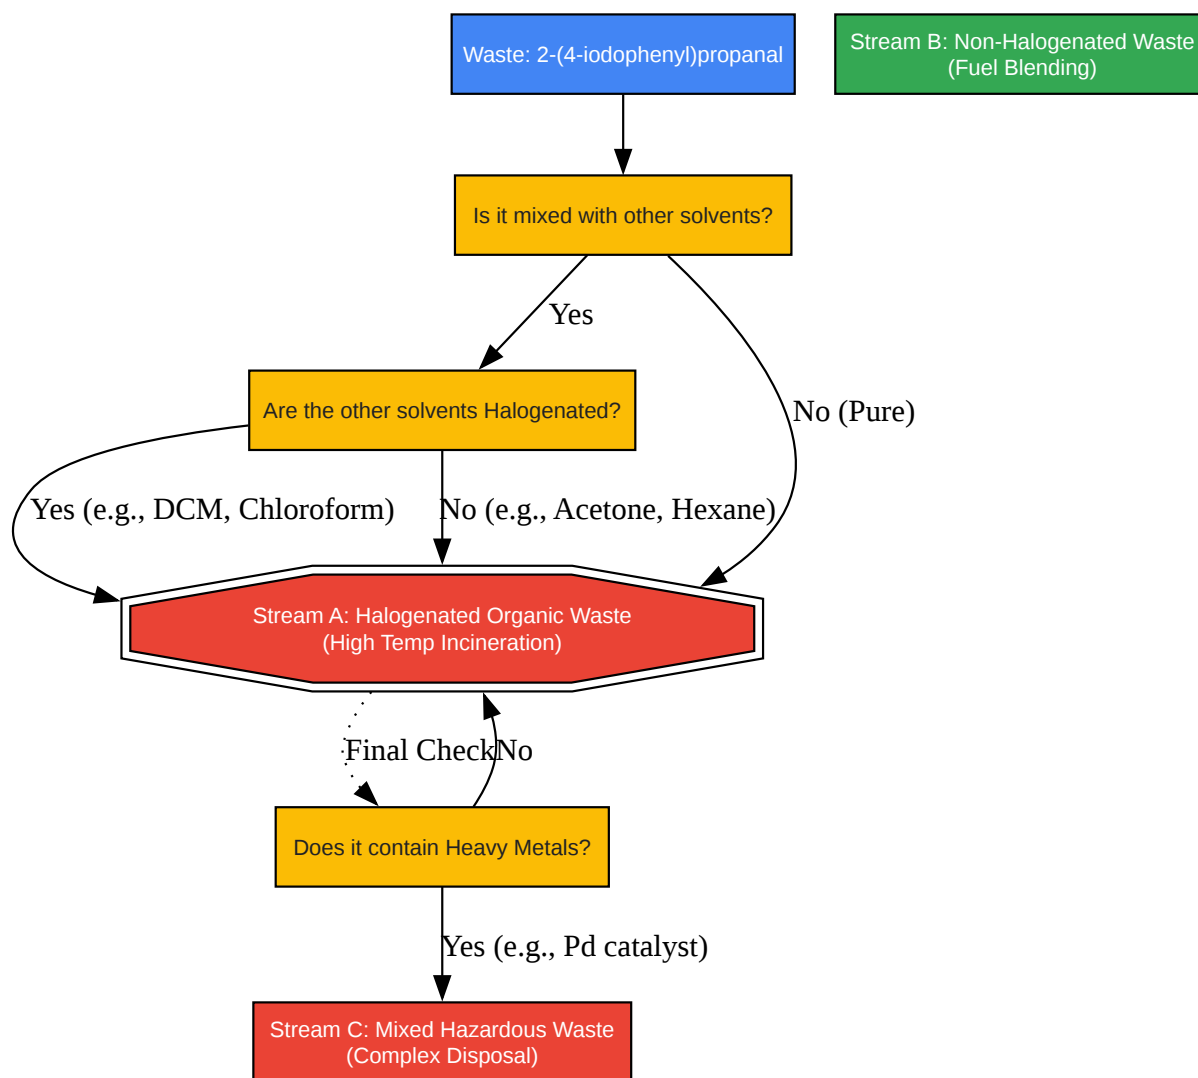 Waste: 2-(4-iodophenyl)propanal
Stream B: Non-Halogenated Waste
(Fuel Blending)
Is it mixed with other solvents?
Yes
Are the other solvents Halogenated?
No (Pure)
Yes (e.g., DCM, Chloroform)
No (e.g., Acetone, Hexane)
Stream A: Halogenated Organic Waste
(High Temp Incineration)
Final Check
No
Does it contain Heavy Metals?
Yes (e.g., Pd catalyst)
Stream C: Mixed Hazardous Waste
(Complex Disposal)